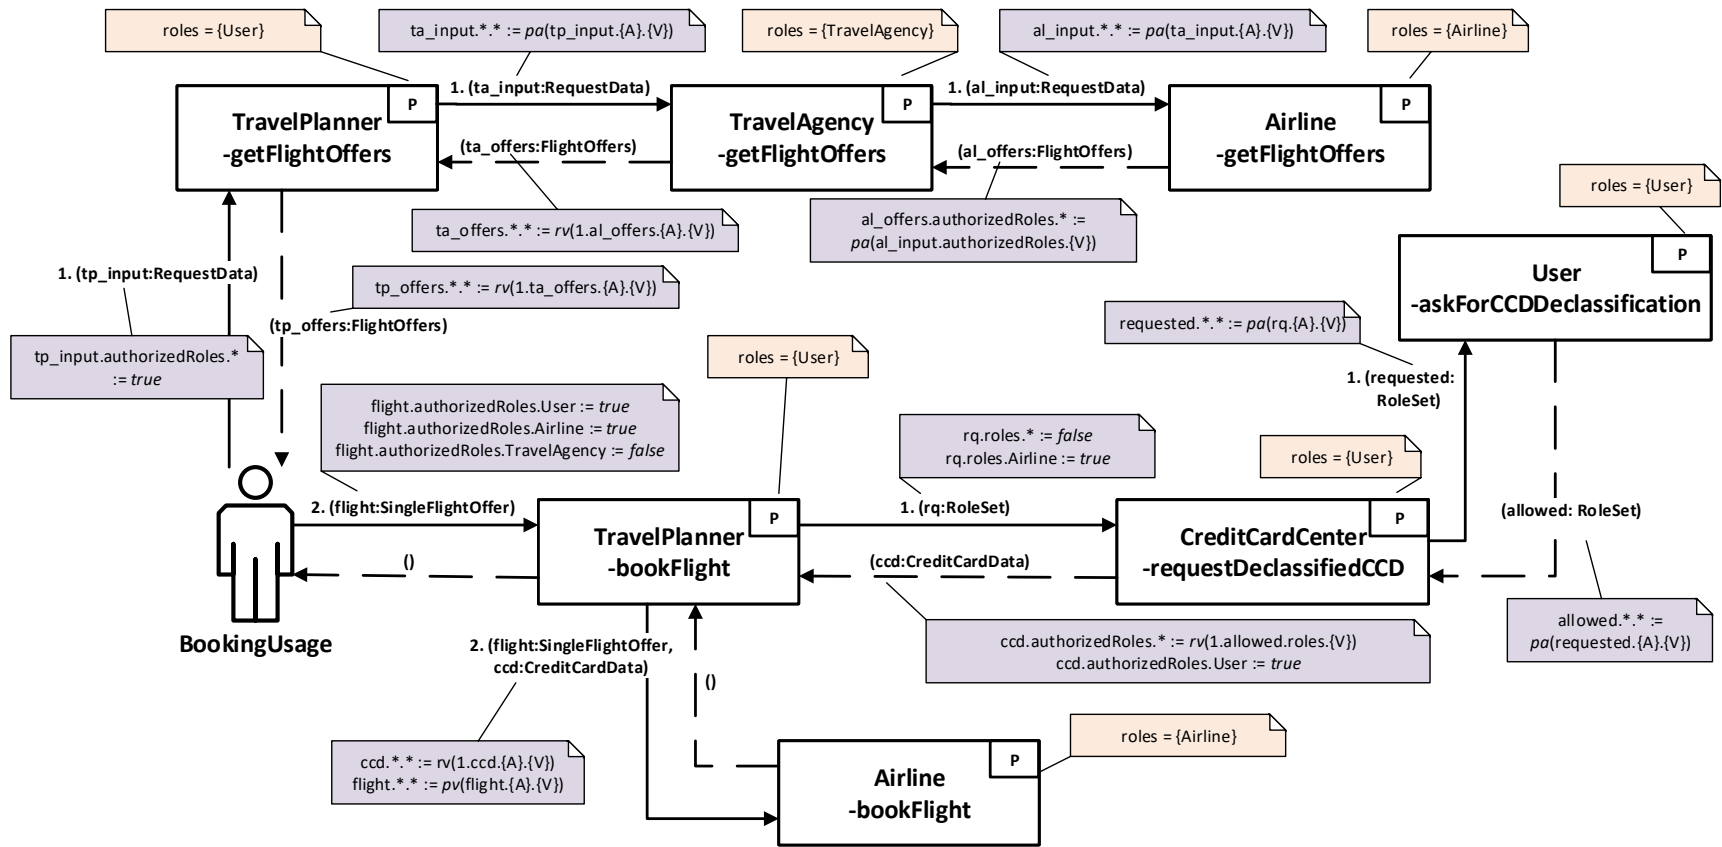 roles = {User}
ta_input.*.* := pa(tp_input.{A}.{V})
roles = {TravelAgency}
al_input.*.* := pa(ta_input.{A}.{V})
roles = {Airline}
P
1. (ta_input:RequestData)
P
1. (al_input:RequestData)
P
TravelPlanner
-getFlightOffers
TravelAgency
-getFlightOffers
Airline
-getFlightOffers
(ta_offers:FlightOffers)
(al_offers:FlightOffers)
roles = {User}
ta_offers.*.* := rv(1.al_offers.{A}.{V})
al_offers.authorizedRoles.* :=
pa(al_input.authorizedRoles.{V})
P
User
-askForCCDDeclassification
1. (tp_input:RequestData)
tp_offers.*.* := rv(1.ta_offers.{A}.{V})
(tp_offers:FlightOffers)
requested.*.* := pa(rq.{A}.{V})
tp_input.authorizedRoles.*
:= true
roles = {User}
1. (requested:
RoleSet)
flight.authorizedRoles.User := true
flight.authorizedRoles.Airline := true
flight.authorizedRoles.TravelAgency := false
rq.roles.* := false
rq.roles.Airline := true
roles = {User}
2. (flight:SingleFlightOffer)
P
1. (rq:RoleSet)
P
(allowed: RoleSet)
TravelPlanner
-bookFlight
CreditCardCenter
-requestDeclassifiedCCD
()
(ccd:CreditCardData)
BookingUsage
2. (flight:SingleFlightOffer,
ccd:CreditCardData)
()
ccd.authorizedRoles.* := rv(1.allowed.roles.{V})
ccd.authorizedRoles.User := true
allowed.*.* :=
pa(requested.{A}.{V})
roles = {Airline}
ccd.*.* := rv(1.ccd.{A}.{V})
flight.*.* := pv(flight.{A}.{V})
P
Airline
-bookFlight